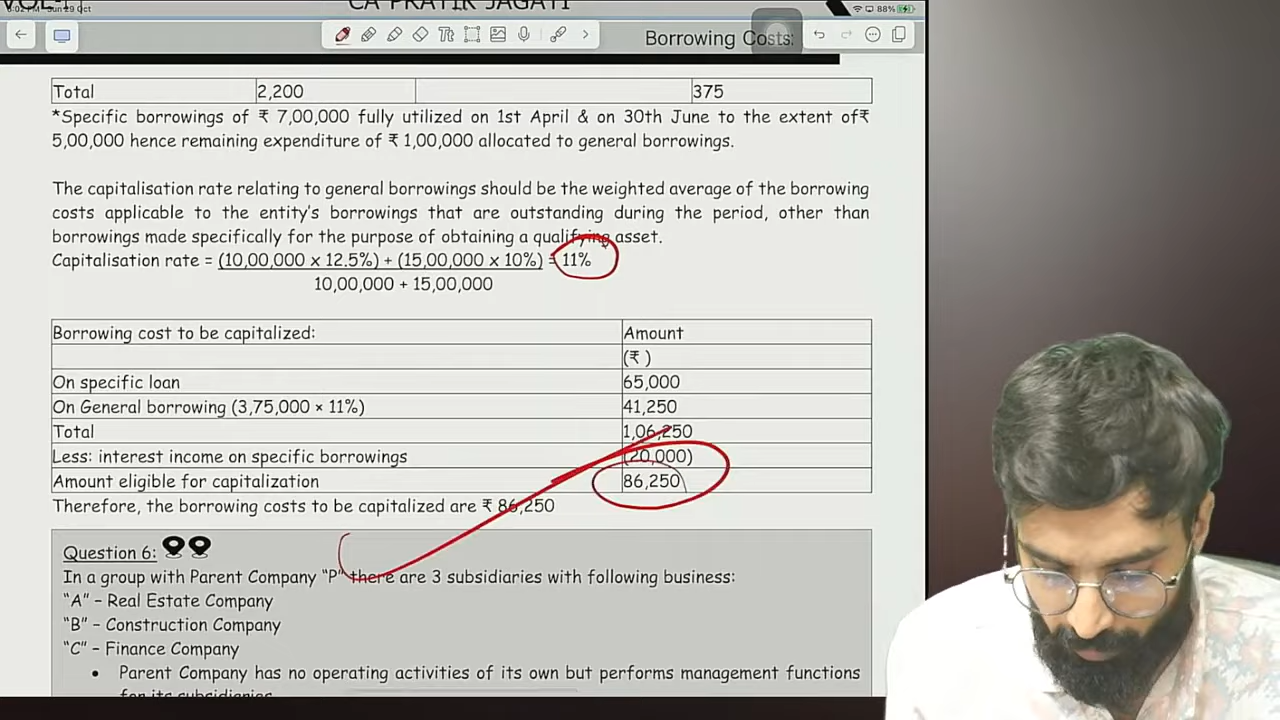 CA PRATIK JAGATI
88%
Borrowing Costs:
Total 2,200 375
*Specific borrowings of ₹ 7,00,000 fully utilized on 1st April & on 30th June to the extent of₹
5,00,000 hence remaining expenditure of ₹ 1,00,000 allocated to general borrowings.
The capitalisation rate relating to general borrowings should be the weighted average of the borrowing
costs applicable to the entity's borrowings that are outstanding during the period, other than
borrowings made specifically for the purpose of obtaining a qualifying asset.
Capitalisation rate = (10,00,000 x 12.5%) + (15,00,000 x 10%) = 11%
10,00,000 + 15,00,000
Borrowing cost to be capitalized: Amount
(₹ )
On specific loan 65,000
On General borrowing (3,75,000 × 11%) 41,250
Total 1,06,250
Less: interest income on specific borrowings (20,000)
Amount eligible for capitalization 86,250
Therefore, the borrowing costs to be capitalized are ₹ 86,250
Question 6:
In a group with Parent Company “P” there are 3 subsidiaries with following business:
“A” – Real Estate Company
“B” – Construction Company
“C” – Finance Company
• Parent Company has no operating activities of its own but performs management functions
for its subsidiaries